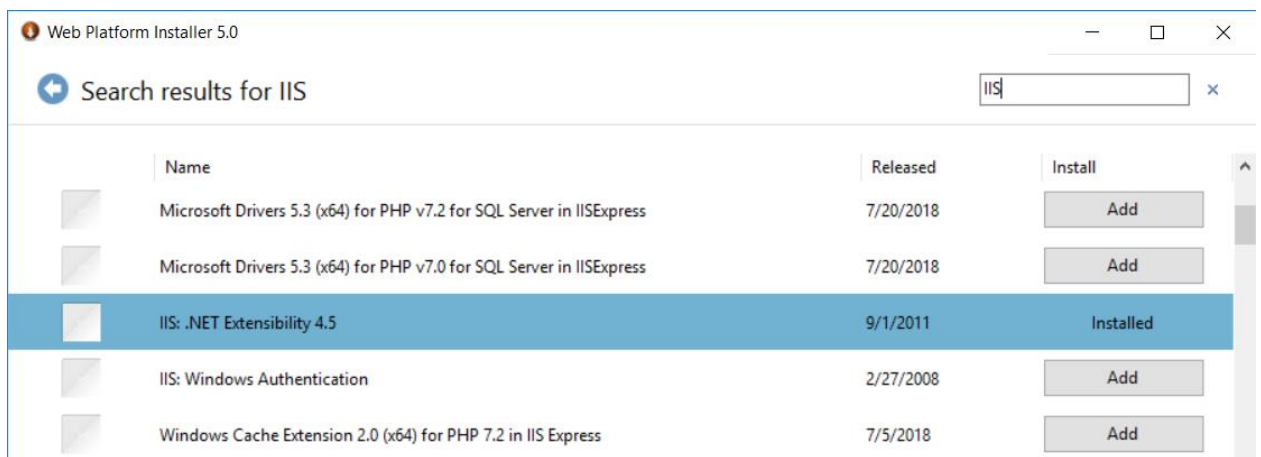 Web Platform Installer 5.0
Search results for IIS
IIS
Name Released Install
Microsoft Drivers 5.3 (x64) for PHP v7.2 for SQL Server in IISExpress 7/20/2018 Add
Microsoft Drivers 5.3 (x64) for PHP v7.0 for SQL Server in IISExpress 7/20/2018 Add
IIS: .NET Extensibility 4.5 9/1/2011 Installed
IIS: Windows Authentication 2/27/2008 Add
Windows Cache Extension 2.0 (x64) for PHP 7.2 in IIS Express 7/5/2018 Add